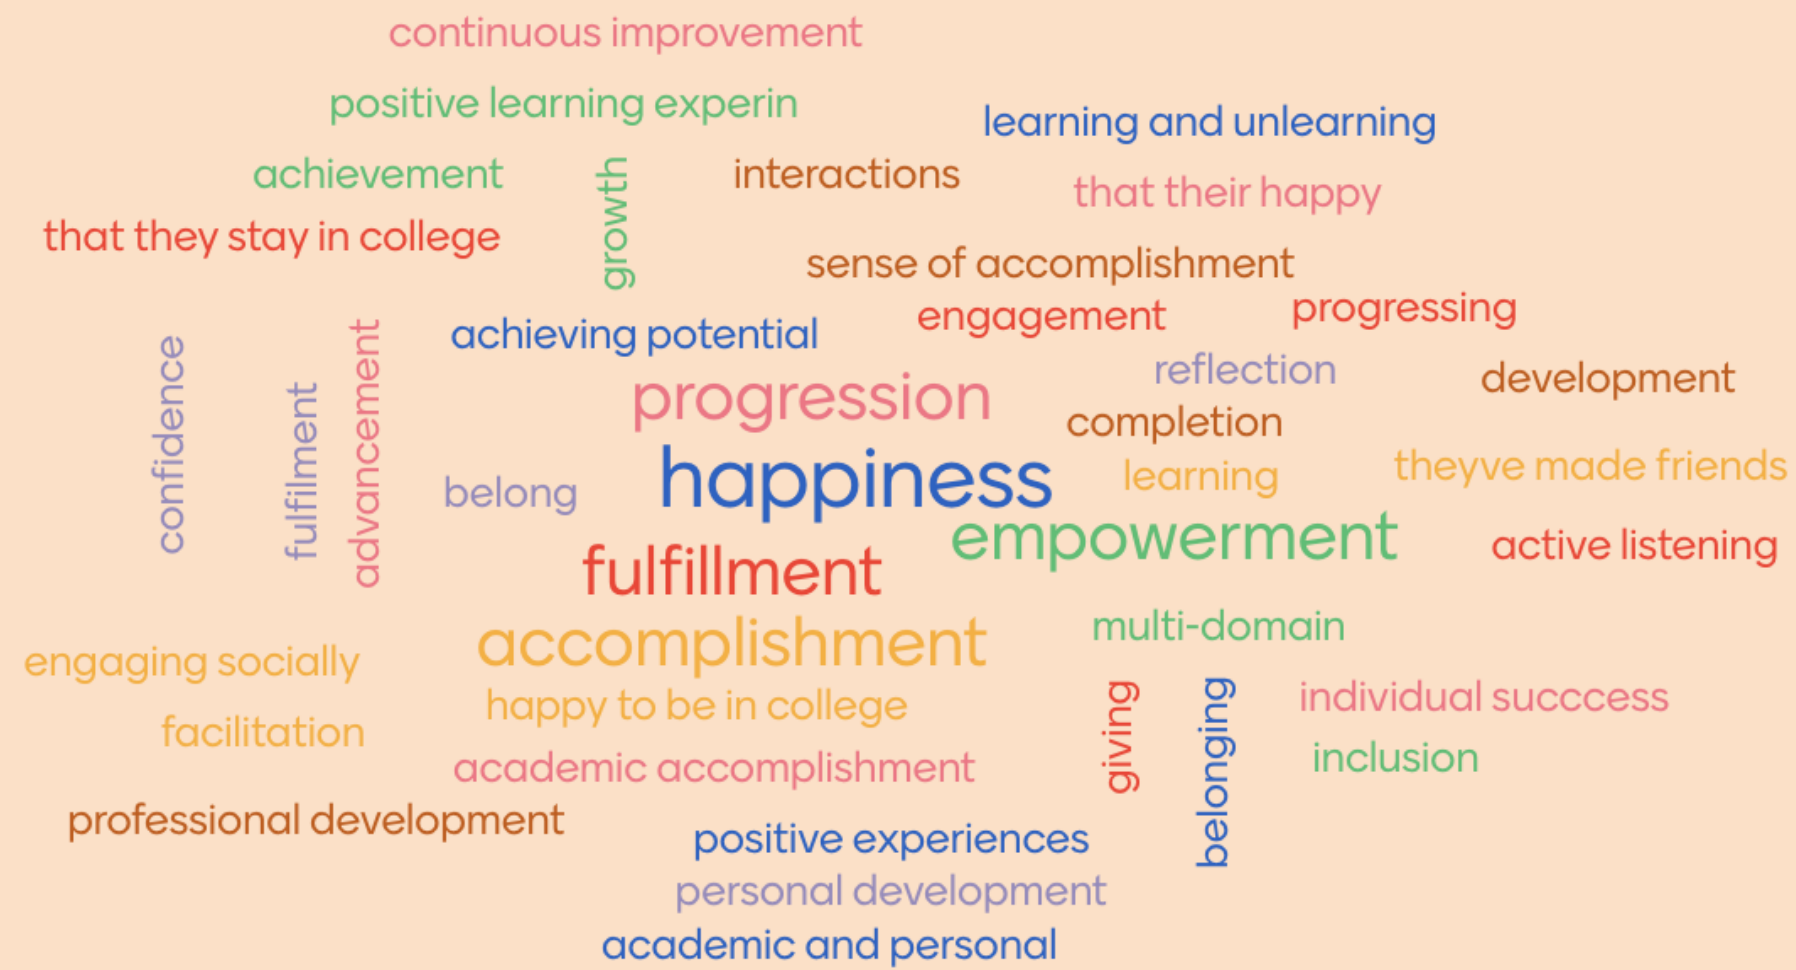 continuous improvement
positive learning experin
learning and unlearning
achievement
growth
interactions
that their happy
that they stay in college
sense of accomplishment
engagement
progressing
achieving potential
confidence
fulfilment
advancement
progression
reflection
development
completion
belong
happiness
learning
theyve made friends
empowerment
active listening
fulfillment
accomplishment
multi-domain
engaging socially
happy to be in college
giving
belonging
individual succcess
facilitation
academic accomplishment
inclusion
professional development
positive experiences
personal development
academic and personal